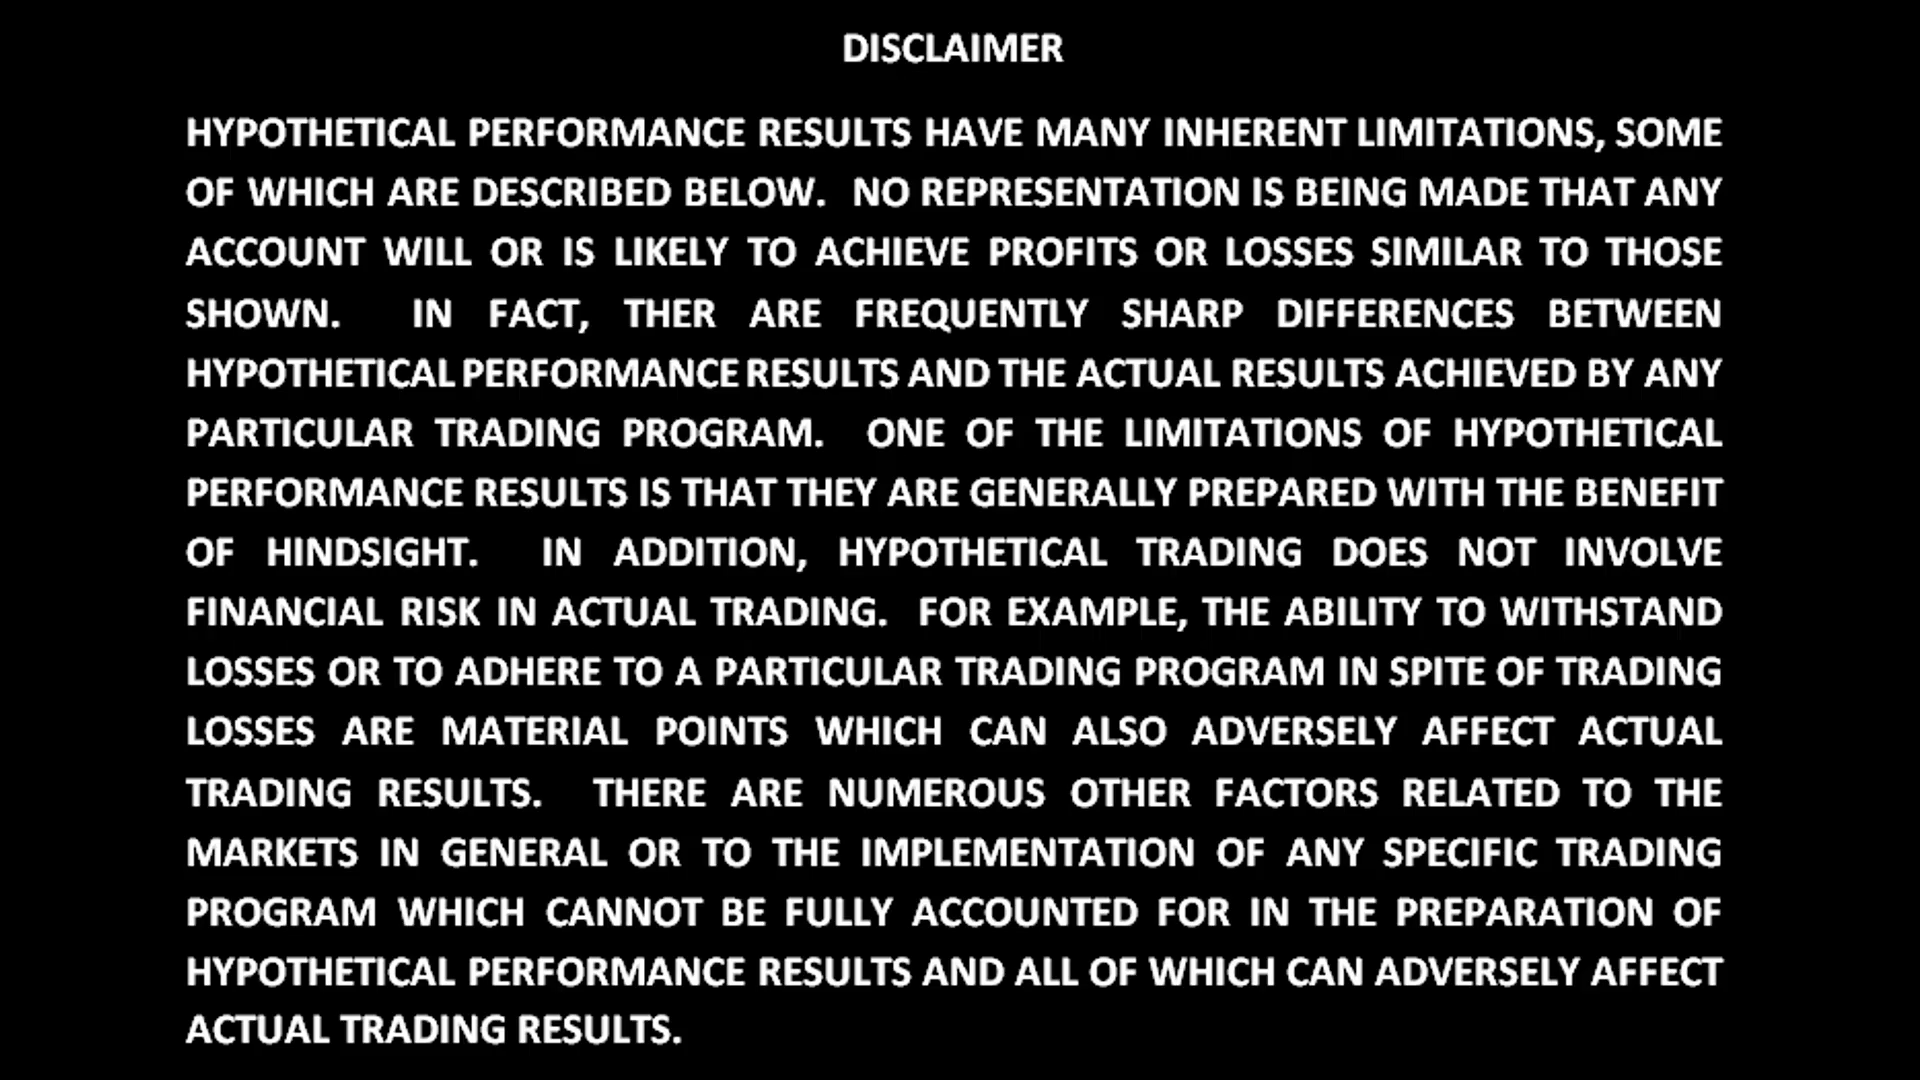 DISCLAIMER
HYPOTHETICAL PERFORMANCE RESULTS HAVE MANY INHERENT LIMITATIONS, SOME
OF WHICH ARE DESCRIBED BELOW. NO REPRESENTATION IS BEING MADE THAT ANY
ACCOUNT WILL OR IS LIKELY TO ACHIEVE PROFITS OR LOSSES SIMILAR TO THOSE
SHOWN. IN FACT, THER ARE FREQUENTLY SHARP DIFFERENCES BETWEEN
HYPOTHETICAL PERFORMANCE RESULTS AND THE ACTUAL RESULTS ACHIEVED BY ANY
PARTICULAR TRADING PROGRAM. ONE OF THE LIMITATIONS OF HYPOTHETICAL
PERFORMANCE RESULTS IS THAT THEY ARE GENERALLY PREPARED WITH THE BENEFIT
OF HINDSIGHT. IN ADDITION, HYPOTHETICAL TRADING DOES NOT INVOLVE
FINANCIAL RISK IN ACTUAL TRADING. FOR EXAMPLE, THE ABILITY TO WITHSTAND
LOSSES OR TO ADHERE TO A PARTICULAR TRADING PROGRAM IN SPITE OF TRADING
LOSSES ARE MATERIAL POINTS WHICH CAN ALSO ADVERSELY AFFECT ACTUAL
TRADING RESULTS. THERE ARE NUMEROUS OTHER FACTORS RELATED TO THE
MARKETS IN GENERAL OR TO THE IMPLEMENTATION OF ANY SPECIFIC TRADING
PROGRAM WHICH CANNOT BE FULLY ACCOUNTED FOR IN THE PREPARATION OF
HYPOTHETICAL PERFORMANCE RESULTS AND ALL OF WHICH CAN ADVERSELY AFFECT
ACTUAL TRADING RESULTS.